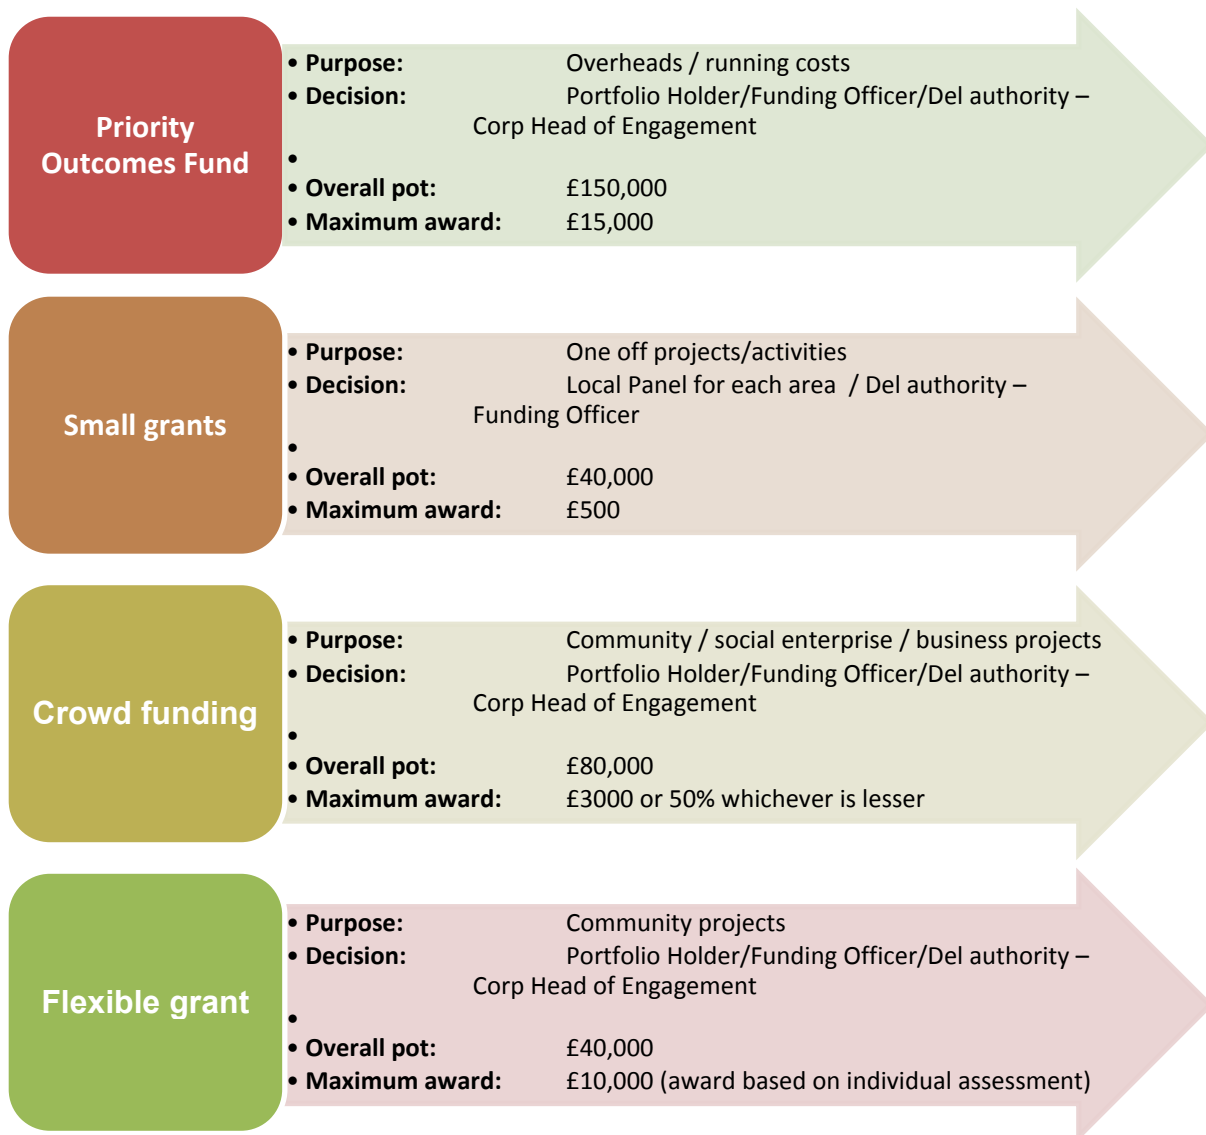 Priority
Outcomes Fund
• Purpose: Overheads / running costs
• Decision: Portfolio Holder/Funding Officer/Del authority –
Corp Head of Engagement
•
• Overall pot: £150,000
• Maximum award: £15,000
Small grants
• Purpose: One off projects/activities
• Decision: Local Panel for each area / Del authority –
Funding Officer
•
• Overall pot: £40,000
• Maximum award: £500
Crowd funding
• Purpose: Community / social enterprise / business projects
• Decision: Portfolio Holder/Funding Officer/Del authority –
Corp Head of Engagement
•
• Overall pot: £80,000
• Maximum award: £3000 or 50% whichever is lesser
Flexible grant
• Purpose: Community projects
• Decision: Portfolio Holder/Funding Officer/Del authority –
Corp Head of Engagement
•
• Overall pot: £40,000
• Maximum award: £10,000 (award based on individual assessment)